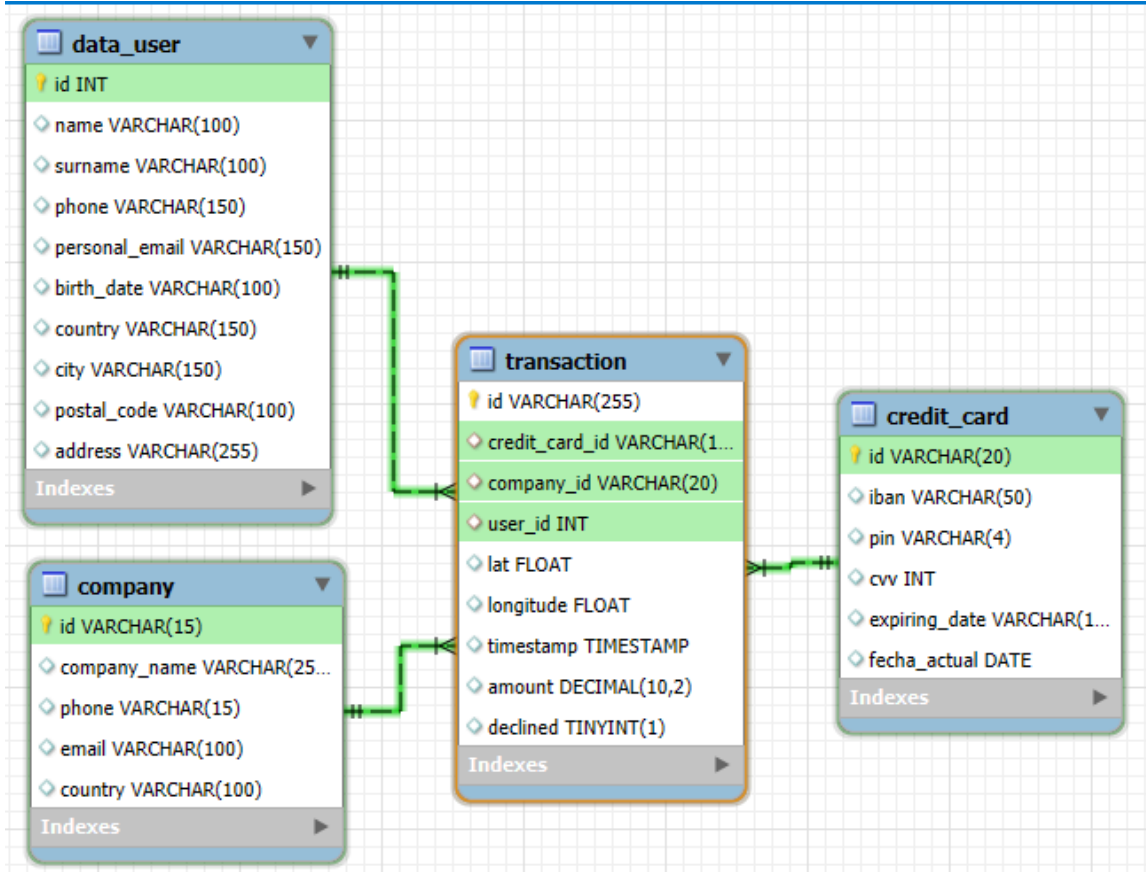 data_user
id INT
name VARCHAR(100)
surname VARCHAR(100)
phone VARCHAR(150)
personal_email VARCHAR(150)
birth_date VARCHAR(100)
country VARCHAR(150)
city VARCHAR(150)
postal_code VARCHAR(100)
address VARCHAR(255)
Indexes
company
id VARCHAR(15)
company_name VARCHAR(25...
phone VARCHAR(15)
email VARCHAR(100)
country VARCHAR(100)
Indexes
transaction
id VARCHAR(255)
credit_card_id VARCHAR(1...
company_id VARCHAR(20)
user_id INT
lat FLOAT
longitude FLOAT
timestamp TIMESTAMP
amount DECIMAL(10,2)
declined TINYINT(1)
Indexes
credit_card
id VARCHAR(20)
iban VARCHAR(50)
pin VARCHAR(4)
cvv INT
expiring_date VARCHAR(1...
fecha_actual DATE
Indexes